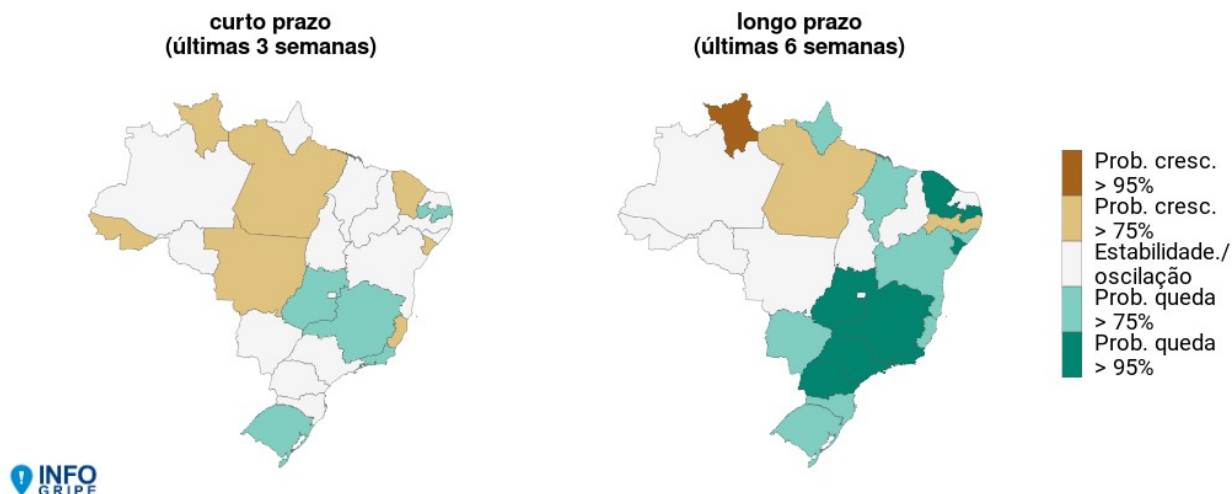 curto prazo
(últimas 3 semanas)
longo prazo
(últimas 6 semanas)
Prob. cresc.
> 95%
Prob. cresc.
> 75%
Estabilidade./
oscilação
Prob. queda
> 75%
Prob. queda
> 95%
INFO
GRIPE